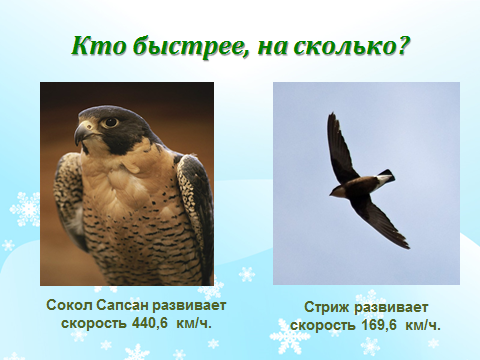 Кто быстрее, на сколько?
Сокол Сапсан развивает
скорость 440,6 км/ч.
Стриж развивает
скорость 169,6 км/ч.